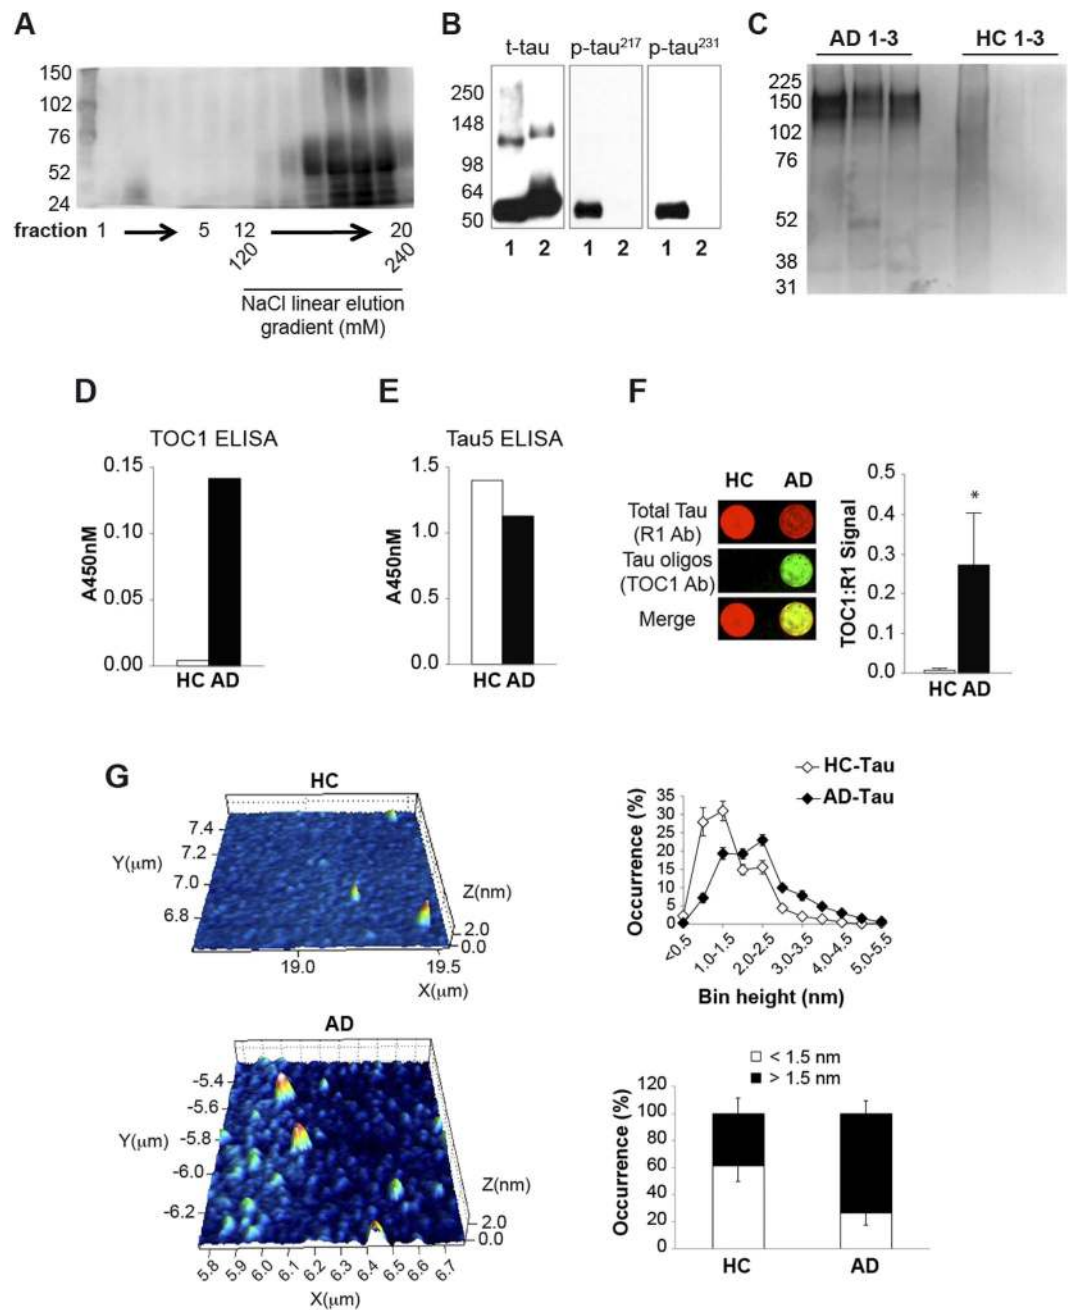 A
150
102
76
52
24
fraction 1 5 12 20
120 240
NaCl linear elution
gradient (mM)
B
t-tau p-tau²¹⁷ p-tau²³¹
250
148
98
64
50
1 2 1 2 1 2
C
AD 1-3 HC 1-3
225
150
102
76
52
38
31
D
TOC1 ELISA
0.15
0.10
0.05
0.00
A450nM
HC AD
E
Tau5 ELISA
1.5
1.0
0.5
0.0
A450nM
HC AD
F
HC AD
Total Tau
(R1 Ab)
Tau oligos
(TOC1 Ab)
Merge
0.5
0.4
0.3
0.2
0.1
0.0
TOC1:R1 Signal
*
HC AD
G
HC
7.4
7.2
7.0
6.8
Y(μm)
Z(nm)
2.0
0.0
19.0 19.5
X(μm)
HC-Tau
AD-Tau
35
30
25
20
15
10
5
0
Occurrence (%)
<0.5 1.0-1.5 2.0-2.5 3.0-3.5 4.0-4.5 5.0-5.5
Bin height (nm)
AD
-5.4
-5.6
-5.8
-6.0
-6.2
Y(μm)
Z(nm)
2.0
0.0
5.8 5.9 6.0 6.1 6.2 6.3 6.4 6.5 6.6 6.7
X(μm)
< 1.5 nm
> 1.5 nm
120
100
80
60
40
20
0
Occurrence (%)
HC AD